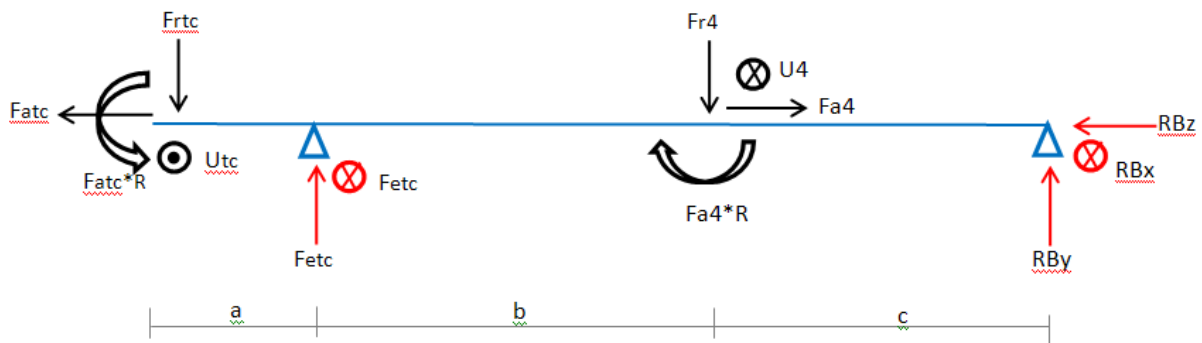 Frtc
Fr4
U4
Fatc
Fa4
RBz
Utc
Fatc*R
Fetc
RBx
Fa4*R
Fetc
RBy
a
b
c